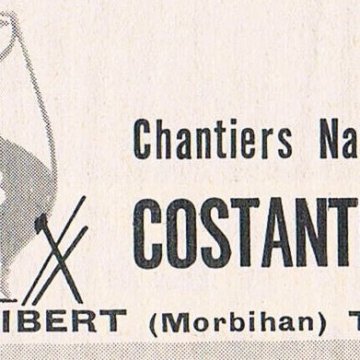 Chantiers Na
COSTANT
IBERT (Morbihan) T